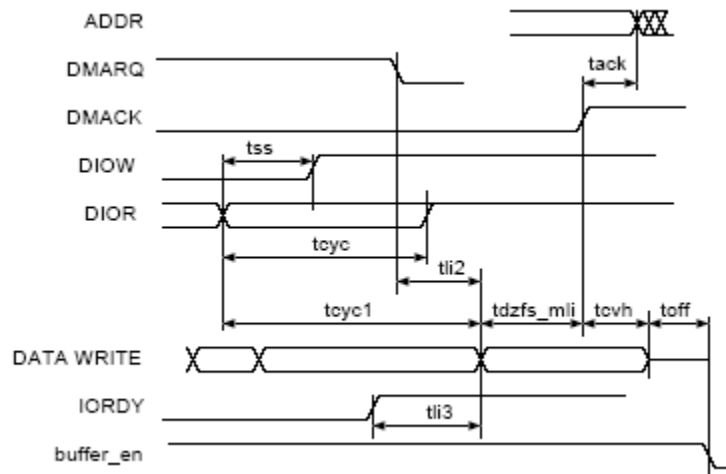 ADDR
DMARQ
tack
DMACK
tss
DIOW
DIOR
tcyc
tli2
tcyc1 tdzfs_mli tcvh toff
DATA WRITE
IORDY
tli3
buffer_en